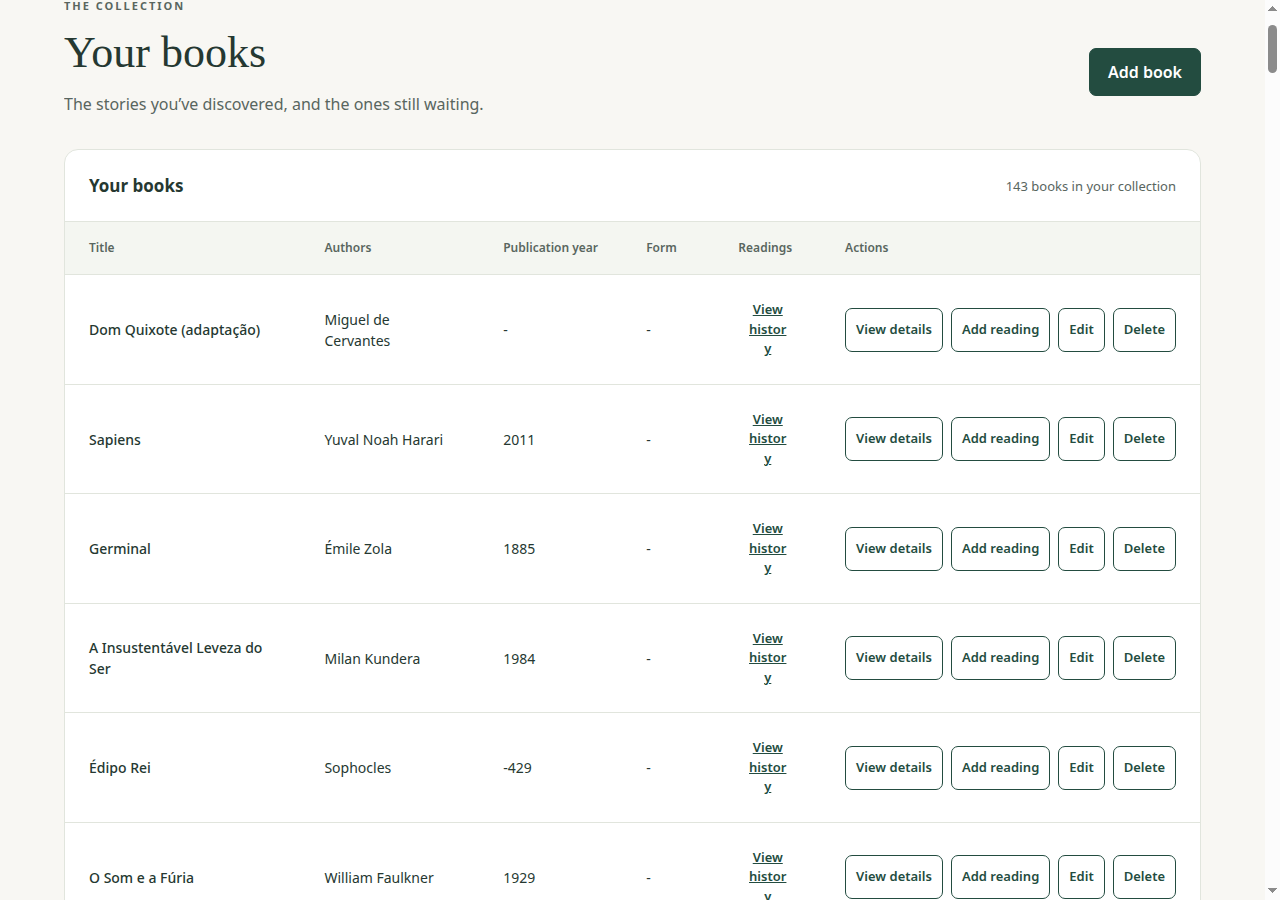 THE COLLECTION
Your books
Add book
The stories you’ve discovered, and the ones still waiting.
Your books
143 books in your collection
Title Authors Publication year Form Readings Actions
Dom Quixote (adaptação)
Miguel de
Cervantes
-
-
View
histor
y
View details Add reading Edit Delete
Sapiens
Yuval Noah Harari
2011
-
View
histor
y
View details Add reading Edit Delete
Germinal
Émile Zola
1885
-
View
histor
y
View details Add reading Edit Delete
A Insustentável Leveza do
Ser
Milan Kundera
1984
-
View
histor
y
View details Add reading Edit Delete
Édipo Rei
Sophocles
-429
-
View
histor
y
View details Add reading Edit Delete
O Som e a Fúria
William Faulkner
1929
-
View
histor
y
View details Add reading Edit Delete